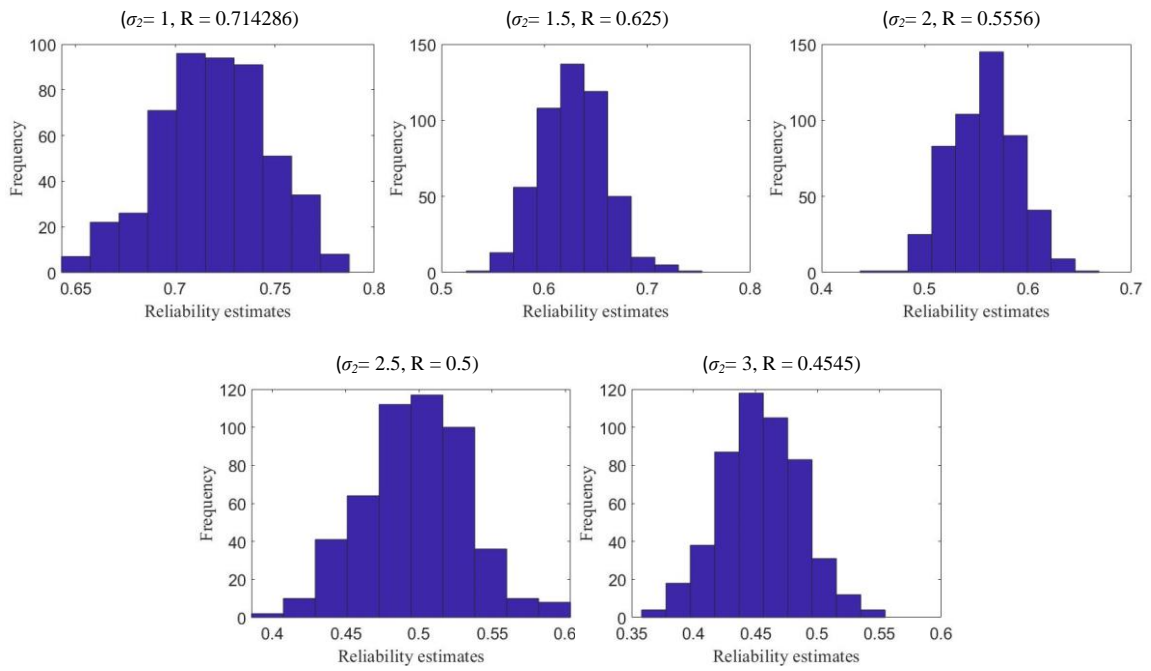 (σ2= 1, R = 0.714286)
(σ2= 1.5, R = 0.625)
(σ2= 2, R = 0.5556)
100
80
60
40
20
0
Frequency
0.65 0.7 0.75 0.8
Reliability estimates
150
100
50
0
Frequency
0.5 0.6 0.7 0.8
Reliability estimates
150
100
50
0
Frequency
0.4 0.5 0.6 0.7
Reliability estimates
(σ2= 2.5, R = 0.5)
(σ2= 3, R = 0.4545)
120
100
80
60
40
20
0
Frequency
0.4 0.45 0.5 0.55 0.6
Reliability estimates
120
100
80
60
40
20
0
Frequency
0.35 0.4 0.45 0.5 0.55 0.6
Reliability estimates